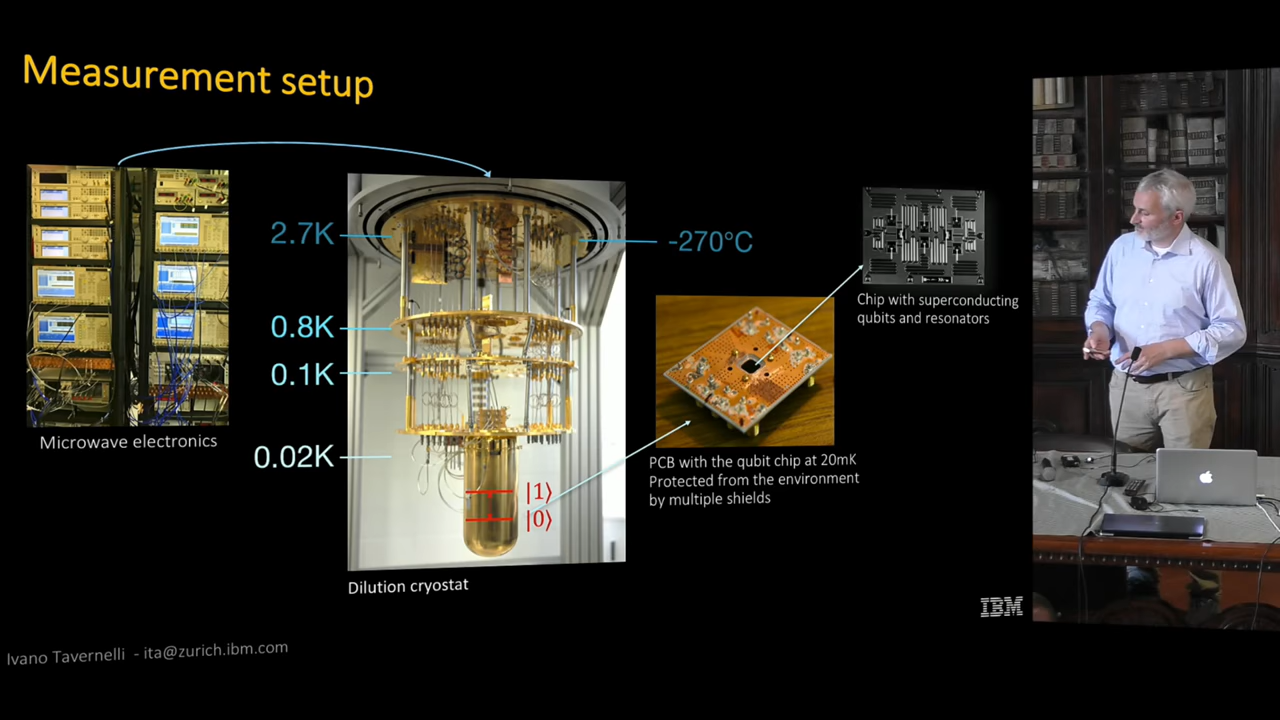 Measurement setup
2.7K
-270°C
0.8K
0.1K
0.02K
|1⟩
|0⟩
Microwave electronics
Dilution cryostat
PCB with the qubit chip at 20mK
Protected from the environment
by multiple shields
Chip with superconducting
qubits and resonators
IBM
Ivano Tavernelli - ita@zurich.ibm.com